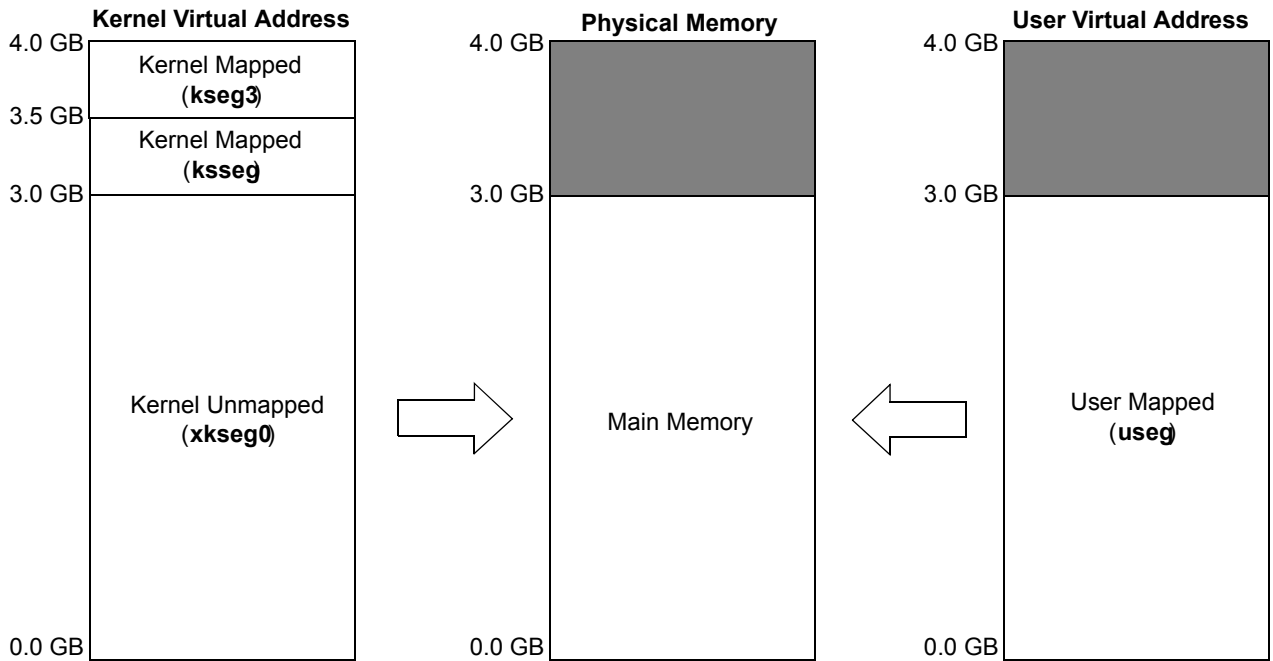 Kernel Virtual Address
4.0 GB
Kernel Mapped
(kseg3)
3.5 GB
Kernel Mapped
(ksseg)
3.0 GB
Kernel Unmapped
(xkseg0)
0.0 GB
Physical Memory
4.0 GB
3.0 GB
Main Memory
0.0 GB
User Virtual Address
4.0 GB
3.0 GB
User Mapped
(useg)
0.0 GB